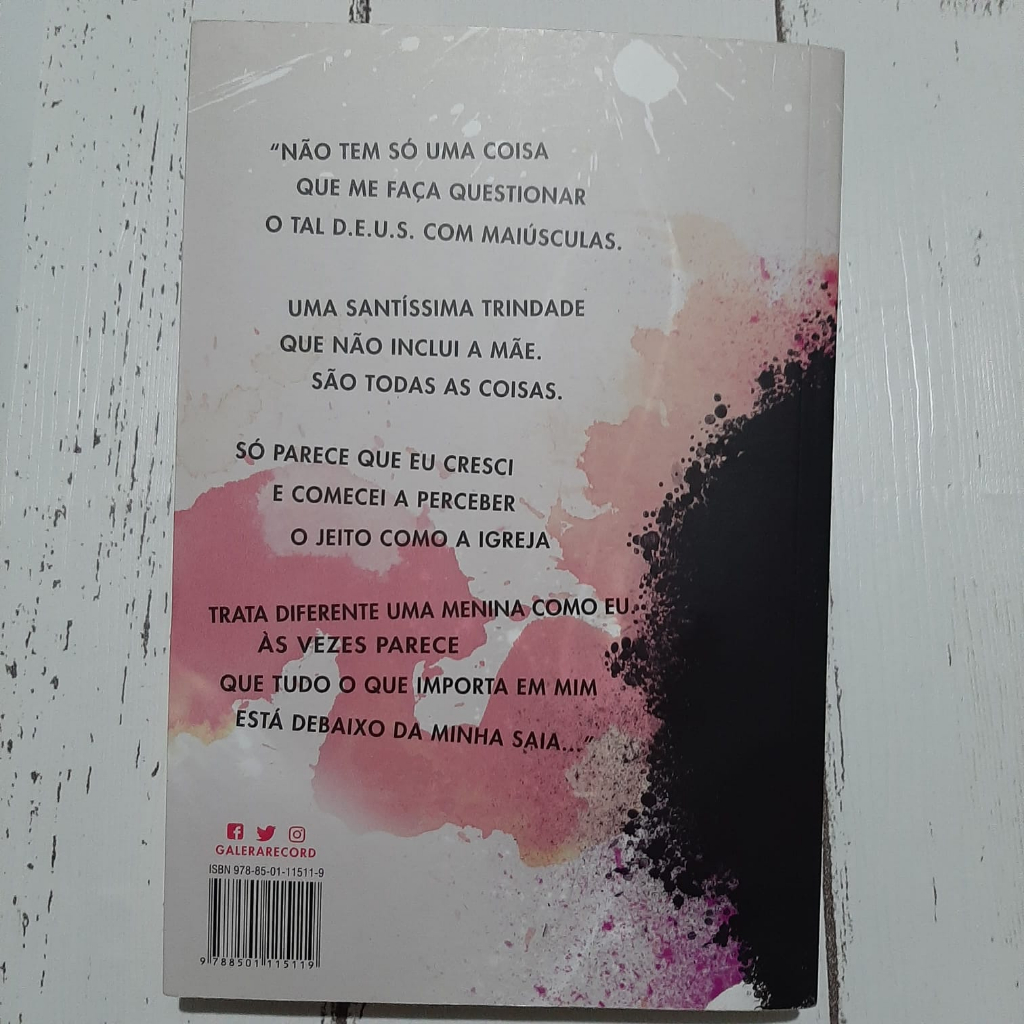 “NÃO TEM SÓ UMA COISA
QUE ME FAÇA QUESTIONAR
O TAL D.E.U.S. COM MAIÚSCULAS.
UMA SANTÍSSIMA TRINDADE
QUE NÃO INCLUI A MÃE.
SÃO TODAS AS COISAS.
SÓ PARECE QUE EU CRESCI
E COMECEI A PERCEBER
O JEITO COMO A IGREJA
TRATA DIFERENTE UMA MENINA COMO EU.
ÀS VEZES PARECE
QUE TUDO O QUE IMPORTA EM MIM
ESTÁ DEBAIXO DA MINHA SAIA...”
GALERARECORD
ISBN 978-85-01-11511-9
9 788501 115119